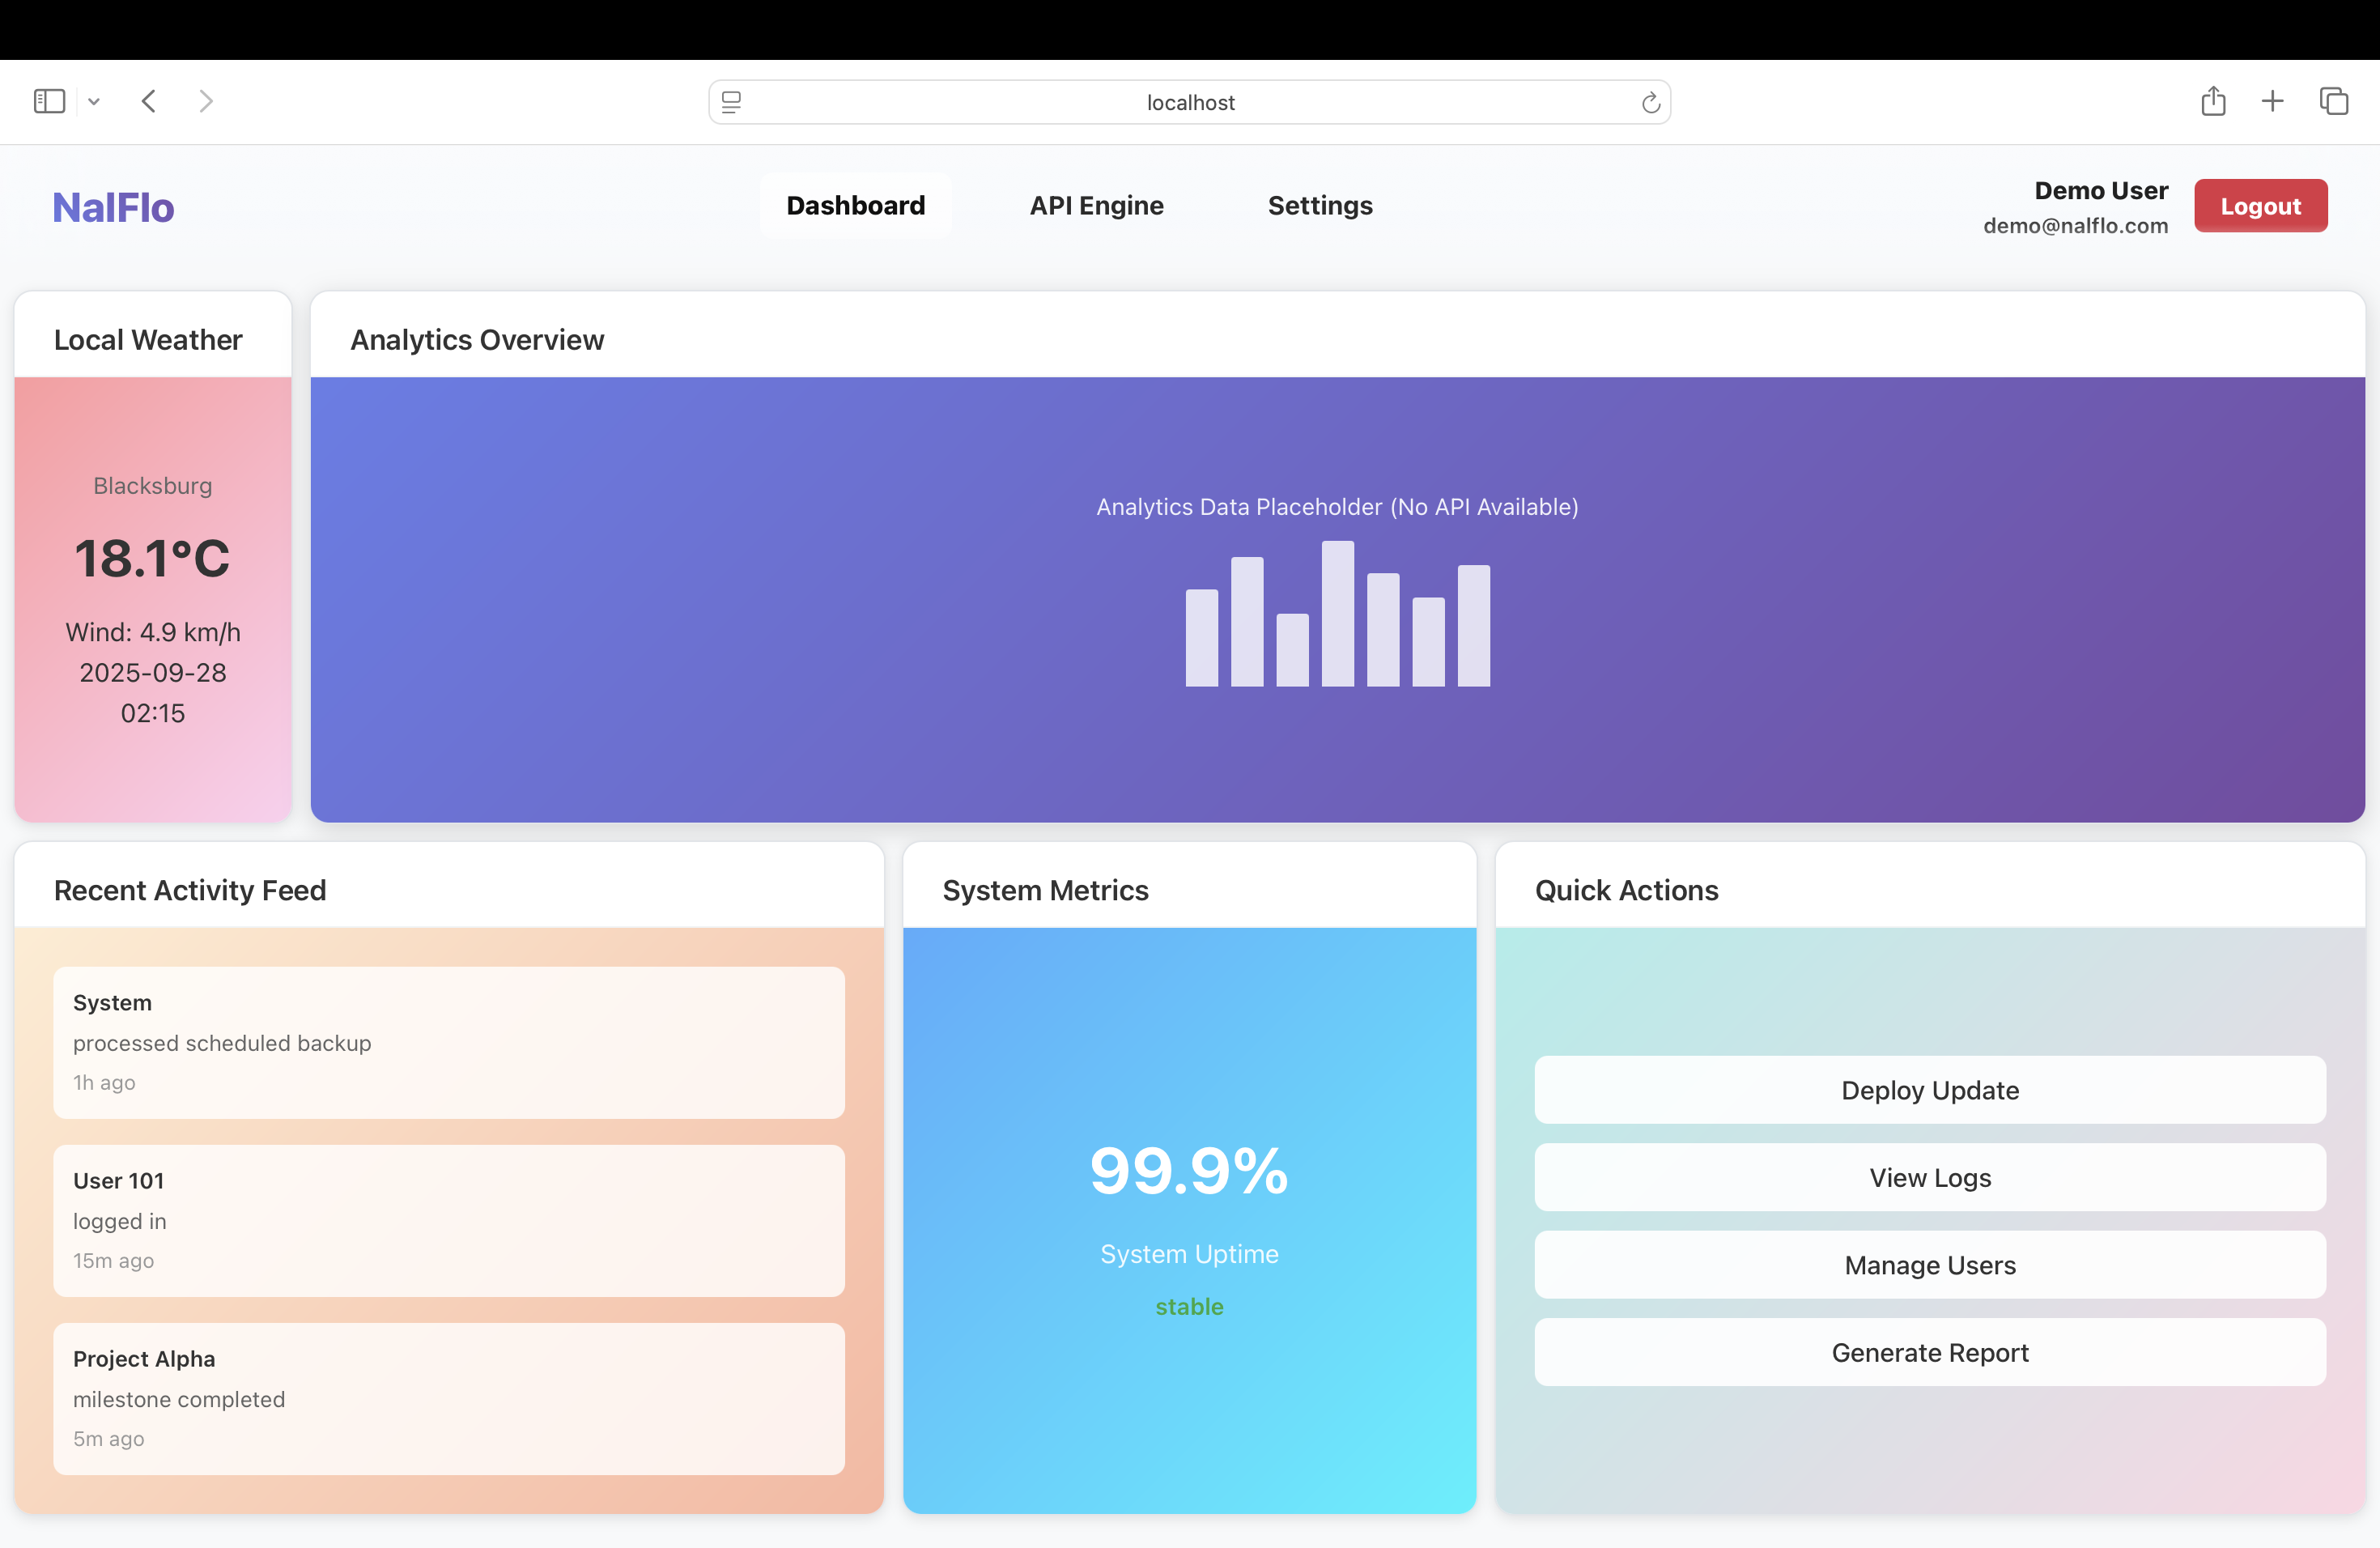 localhost
NalFlo
Dashboard
API Engine
Settings
Demo User
demo@nalflo.com
Logout
Local Weather
Blacksburg
18.1°C
Wind: 4.9 km/h
2025-09-28
02:15
Analytics Overview
Analytics Data Placeholder (No API Available)
Recent Activity Feed
System
processed scheduled backup
1h ago
User 101
logged in
15m ago
Project Alpha
milestone completed
5m ago
System Metrics
99.9%
System Uptime
stable
Quick Actions
Deploy Update
View Logs
Manage Users
Generate Report